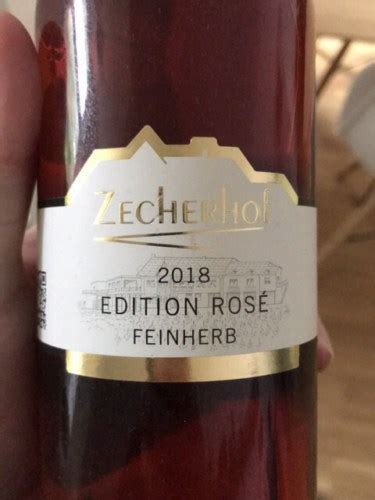 ZECHERHOF
2018
EDITION ROSÉ
FEINHERB